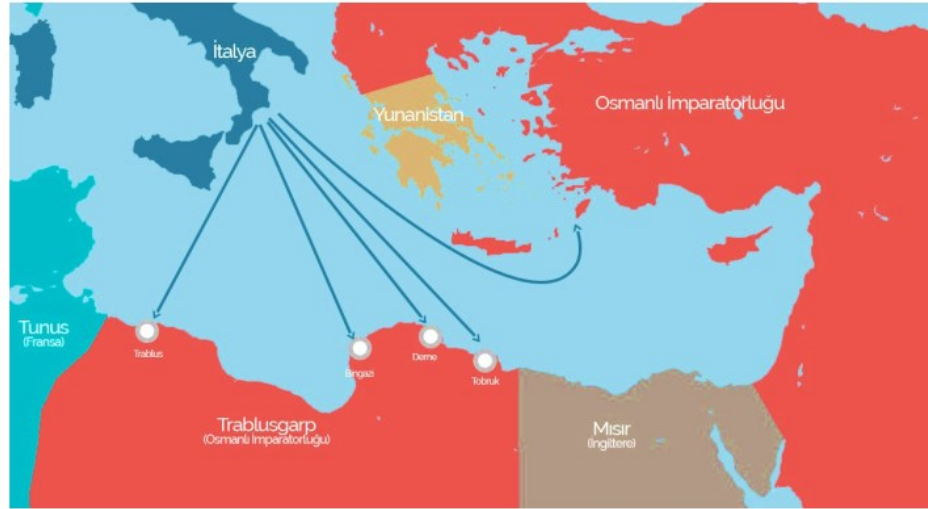 İtalya
Yunanistan
Osmanlı İmparatorluğu
Tunus
(Fransa)
Trablus
Bingazi
Derne
Tobruk
Trablusgarp
(Osmanlı İmparatorluğu)
Mısır
(İngiltere)